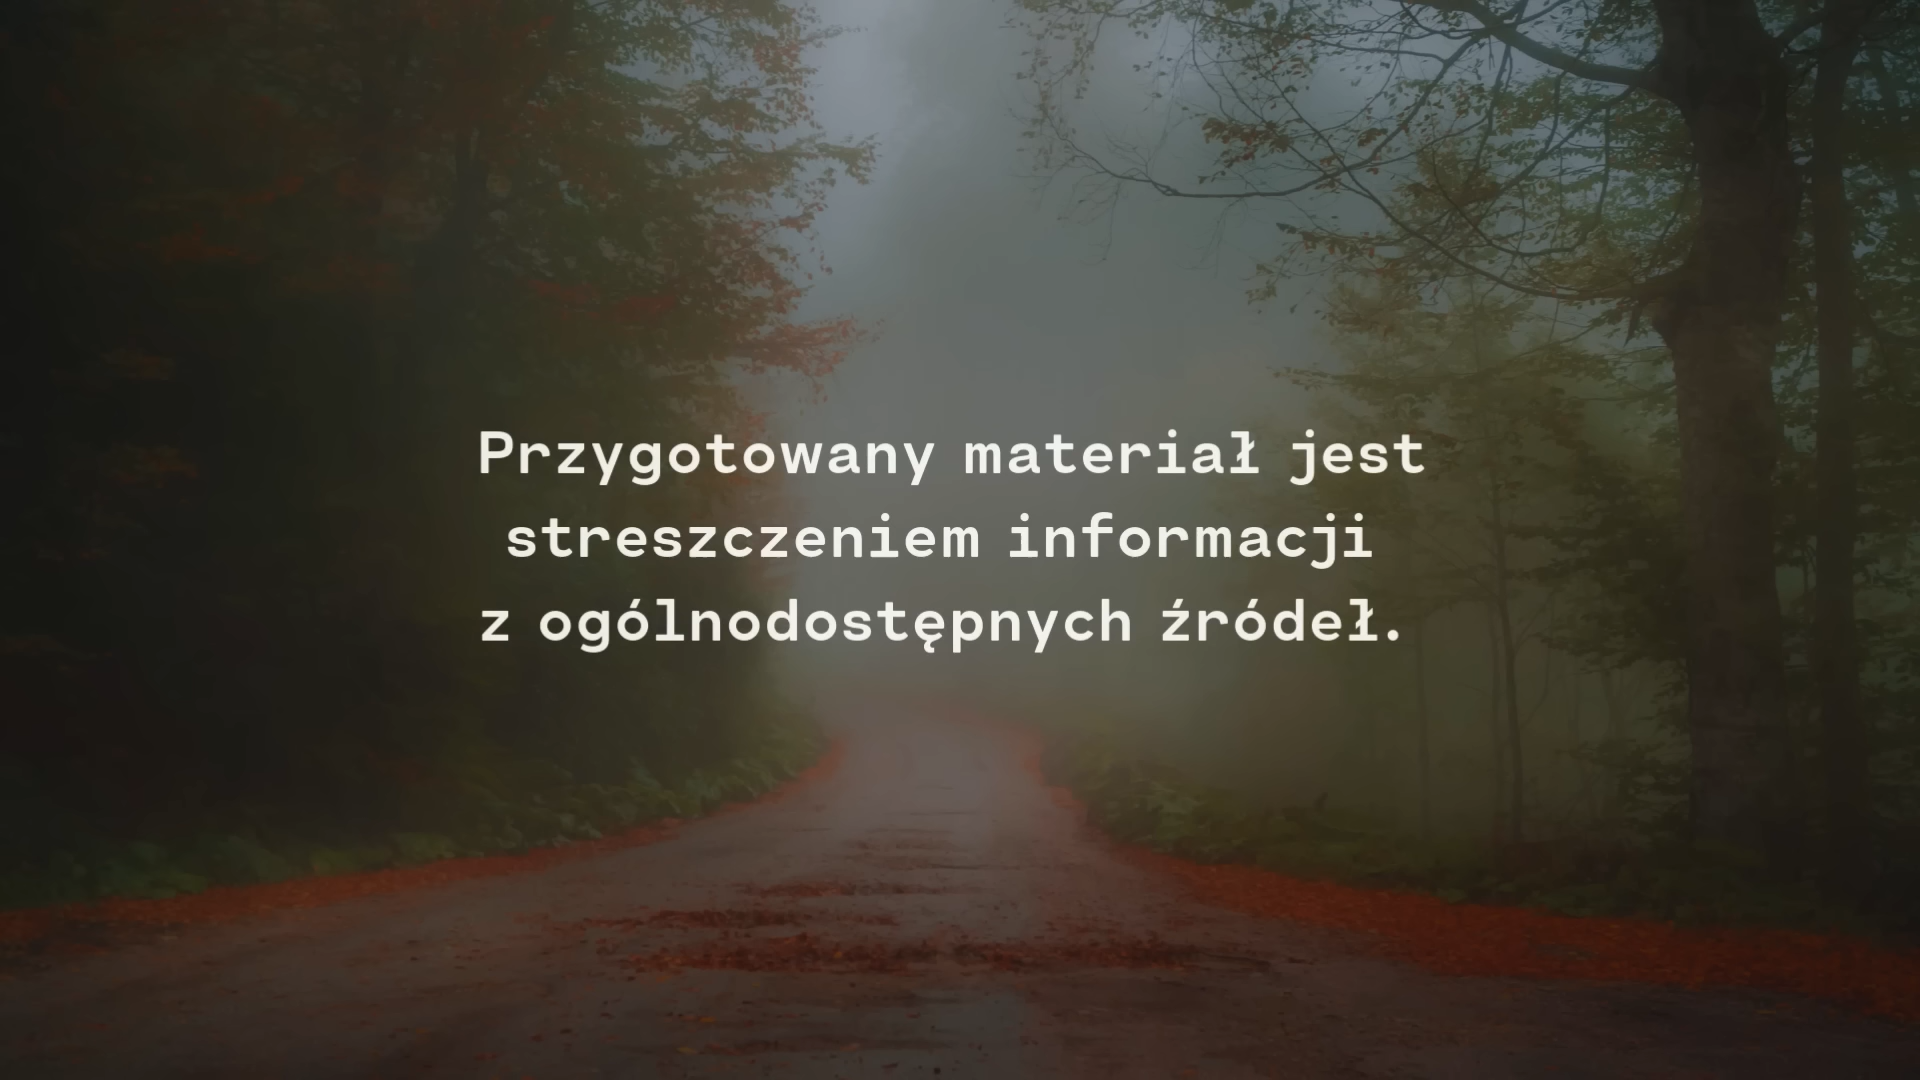 Przygotowany materiał jest
streszczeniem informacji
z ogólnodostępnych źródeł.